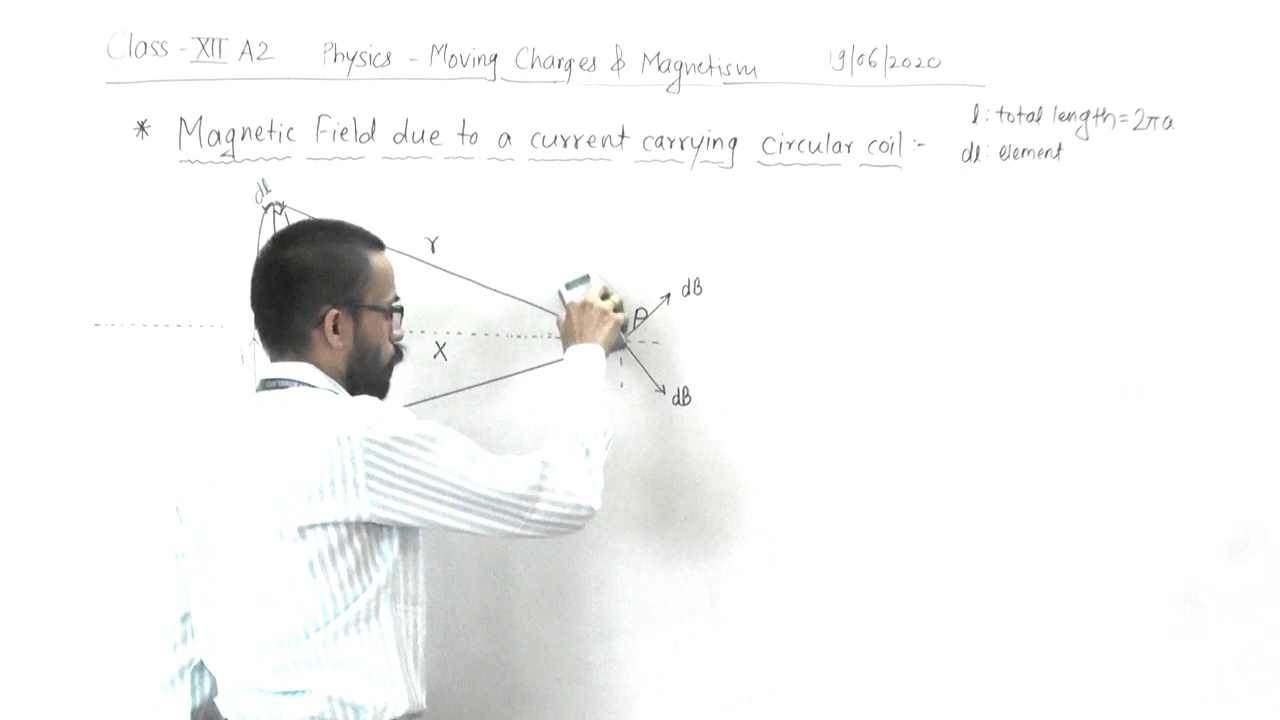 Class - XII A2 Physics - Moving Charges & Magnetism 19/06/2020
* Magnetic Field due to a current carrying circular coil :-
l : total length = 2πa
dl : element
dl
r
dB
P
x
i
dB